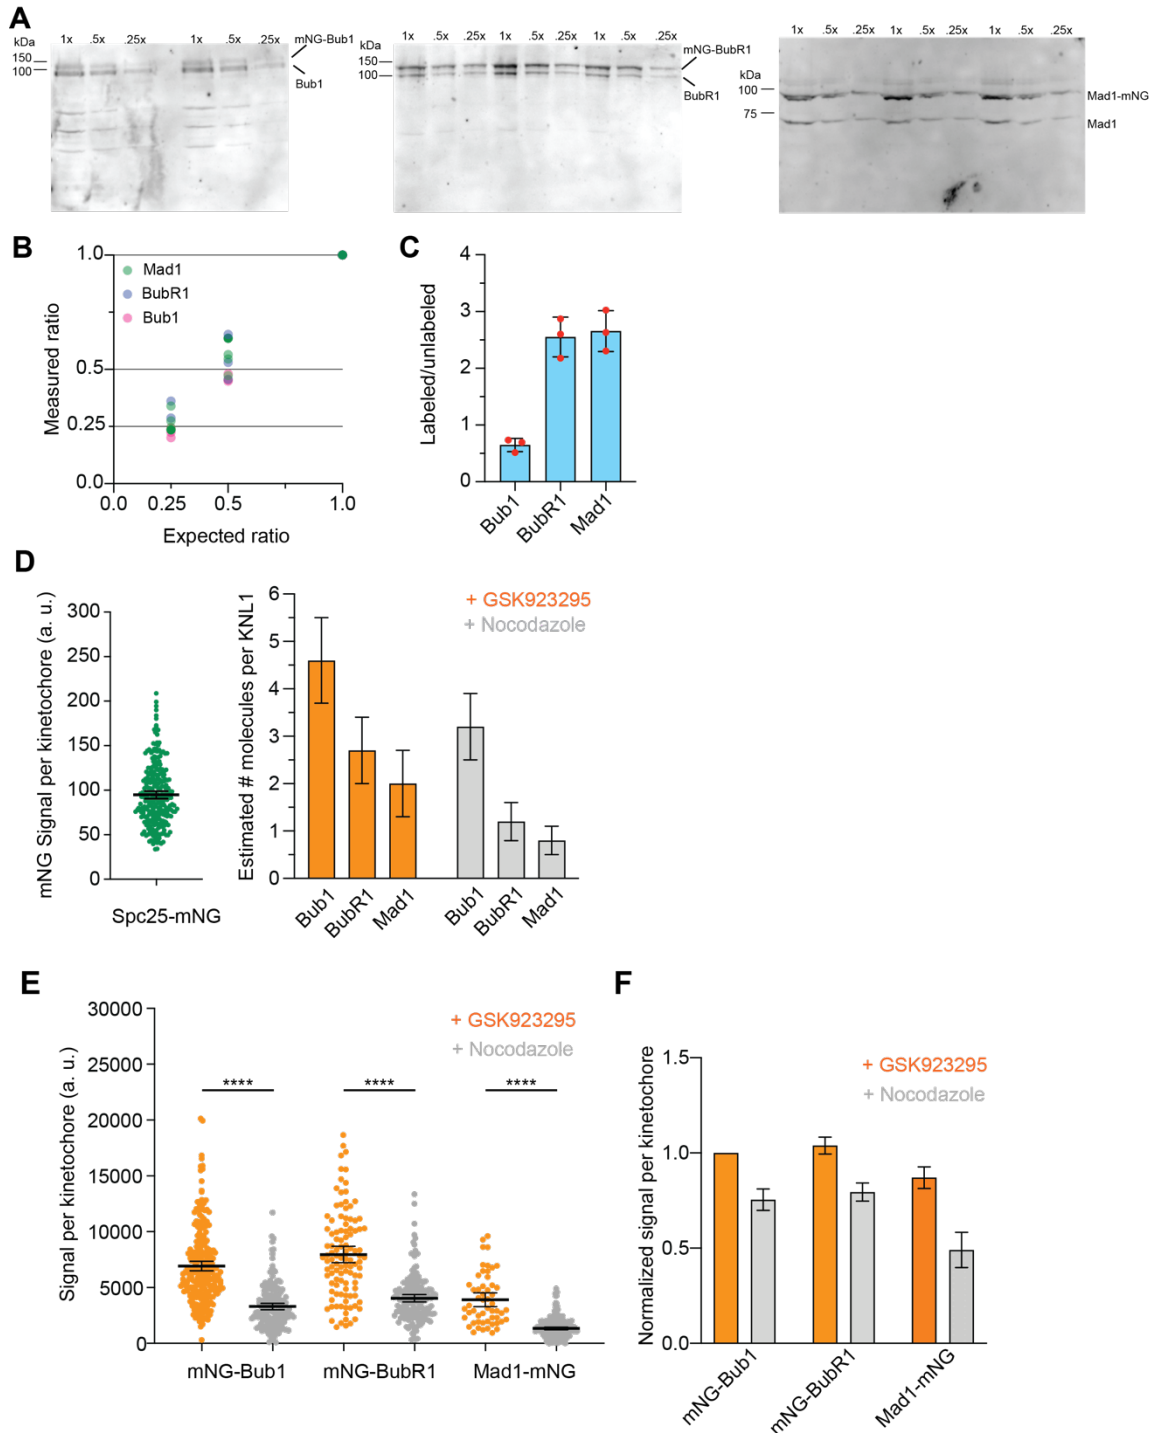 A
1x .5x .25x 1x .5x .25x
mNG-Bub1
kDa
150
100
Bub1
1x .5x .25x 1x .5x .25x 1x .5x .25x
kDa
150
100
mNG-BubR1
BubR1
1x .5x .25x 1x .5x .25x 1x .5x .25x
kDa
100
75
Mad1-mNG
Mad1
B
Measured ratio
1.0
0.5
0.25
0.0
Mad1
BubR1
Bub1
0.0 0.25 0.5 1.0
Expected ratio
C
Labeled/unlabeled
4
3
2
1
0
Bub1 BubR1 Mad1
D
mNG Signal per kinetochore (a. u.)
300
250
200
150
100
50
0
Spc25-mNG
Estimated # molecules per KNL1
6
5
4
3
2
1
0
+ GSK923295
+ Nocodazole
Bub1 BubR1 Mad1 Bub1 BubR1 Mad1
E
Signal per kinetochore (a. u.)
30000
25000
20000
15000
10000
5000
0
+ GSK923295
+ Nocodazole
**** **** ****
mNG-Bub1 mNG-BubR1 Mad1-mNG
F
Normalized signal per kinetochore
1.5
1.0
0.5
0.0
+ GSK923295
+ Nocodazole
mNG-Bub1 mNG-BubR1 Mad1-mNG